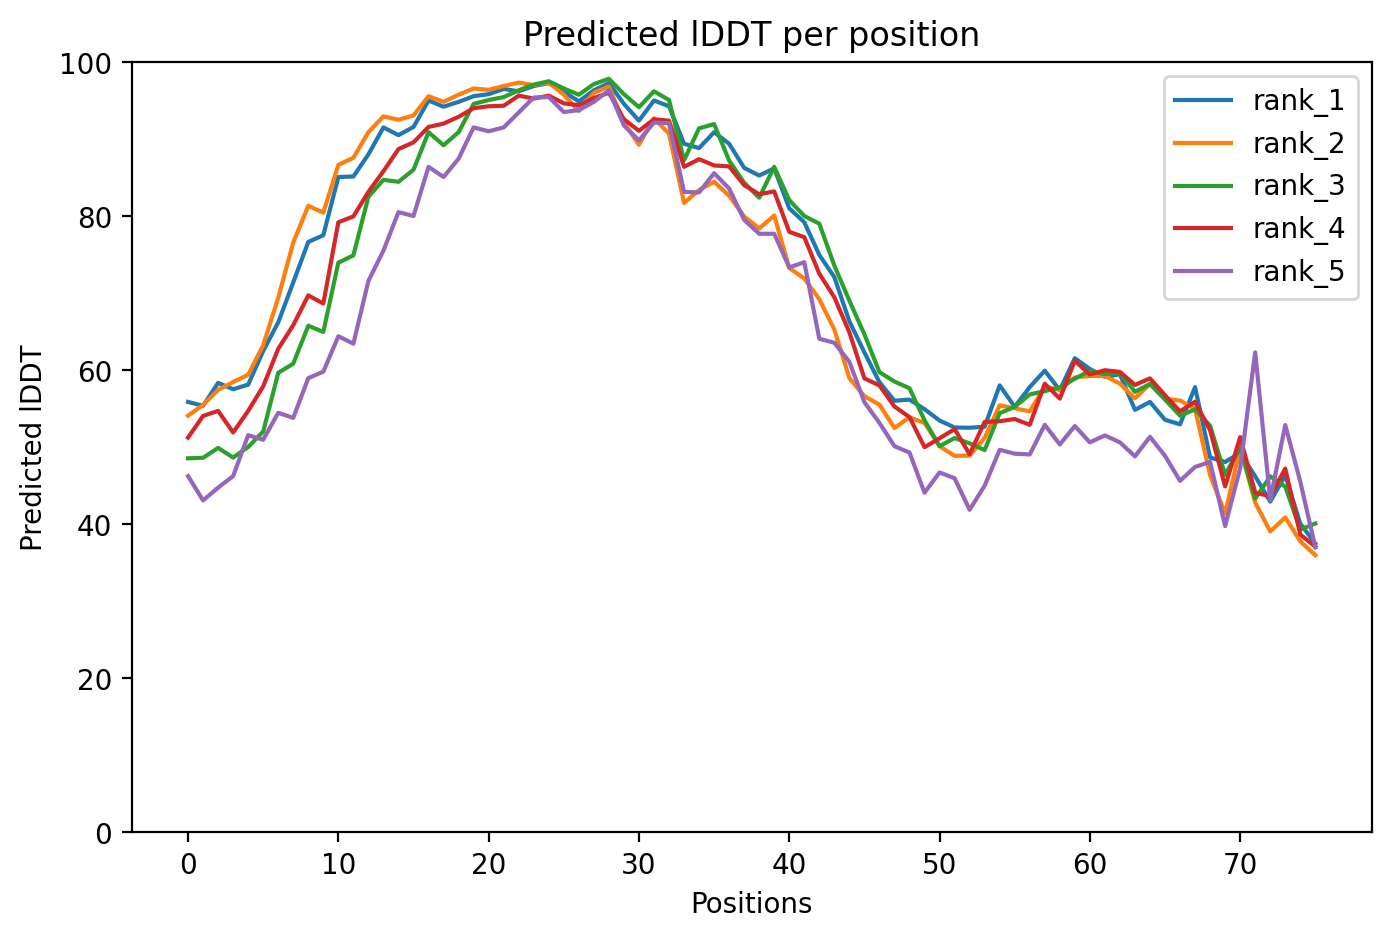 Predicted lDDT per position
100
80
60
40
20
0
Predicted lDDT
rank_1
rank_2
rank_3
rank_4
rank_5
0 10 20 30 40 50 60 70
Positions